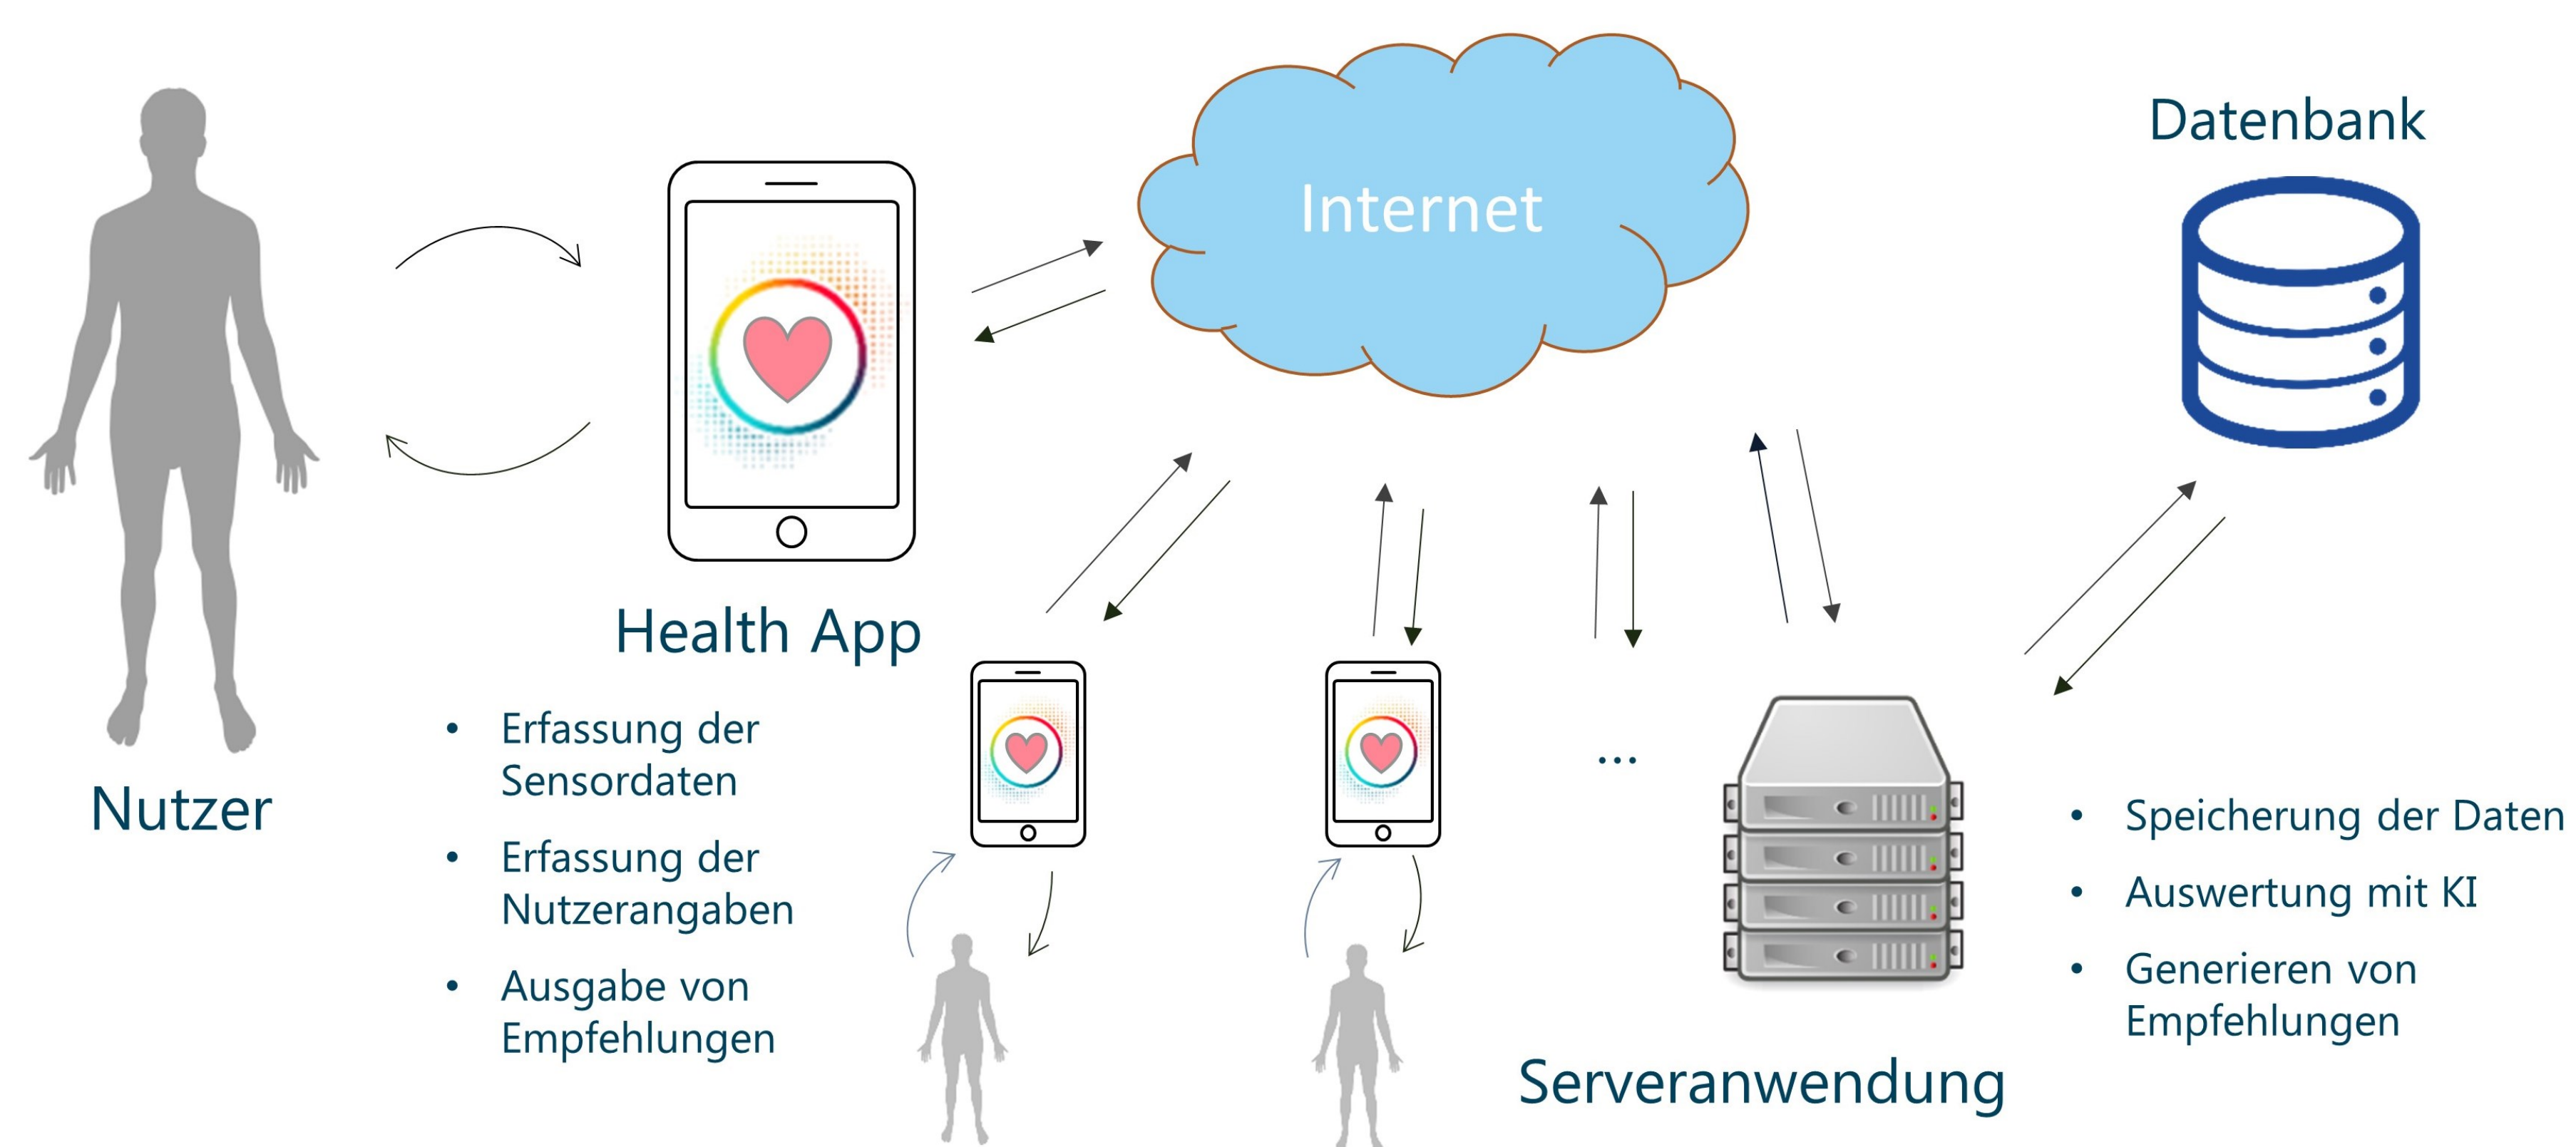 Internet
Datenbank
Health App
Nutzer
• Erfassung der
Sensordaten
• Erfassung der
Nutzerangaben
• Ausgabe von
Empfehlungen
...
Serveranwendung
• Speicherung der Daten
• Auswertung mit KI
• Generieren von
Empfehlungen